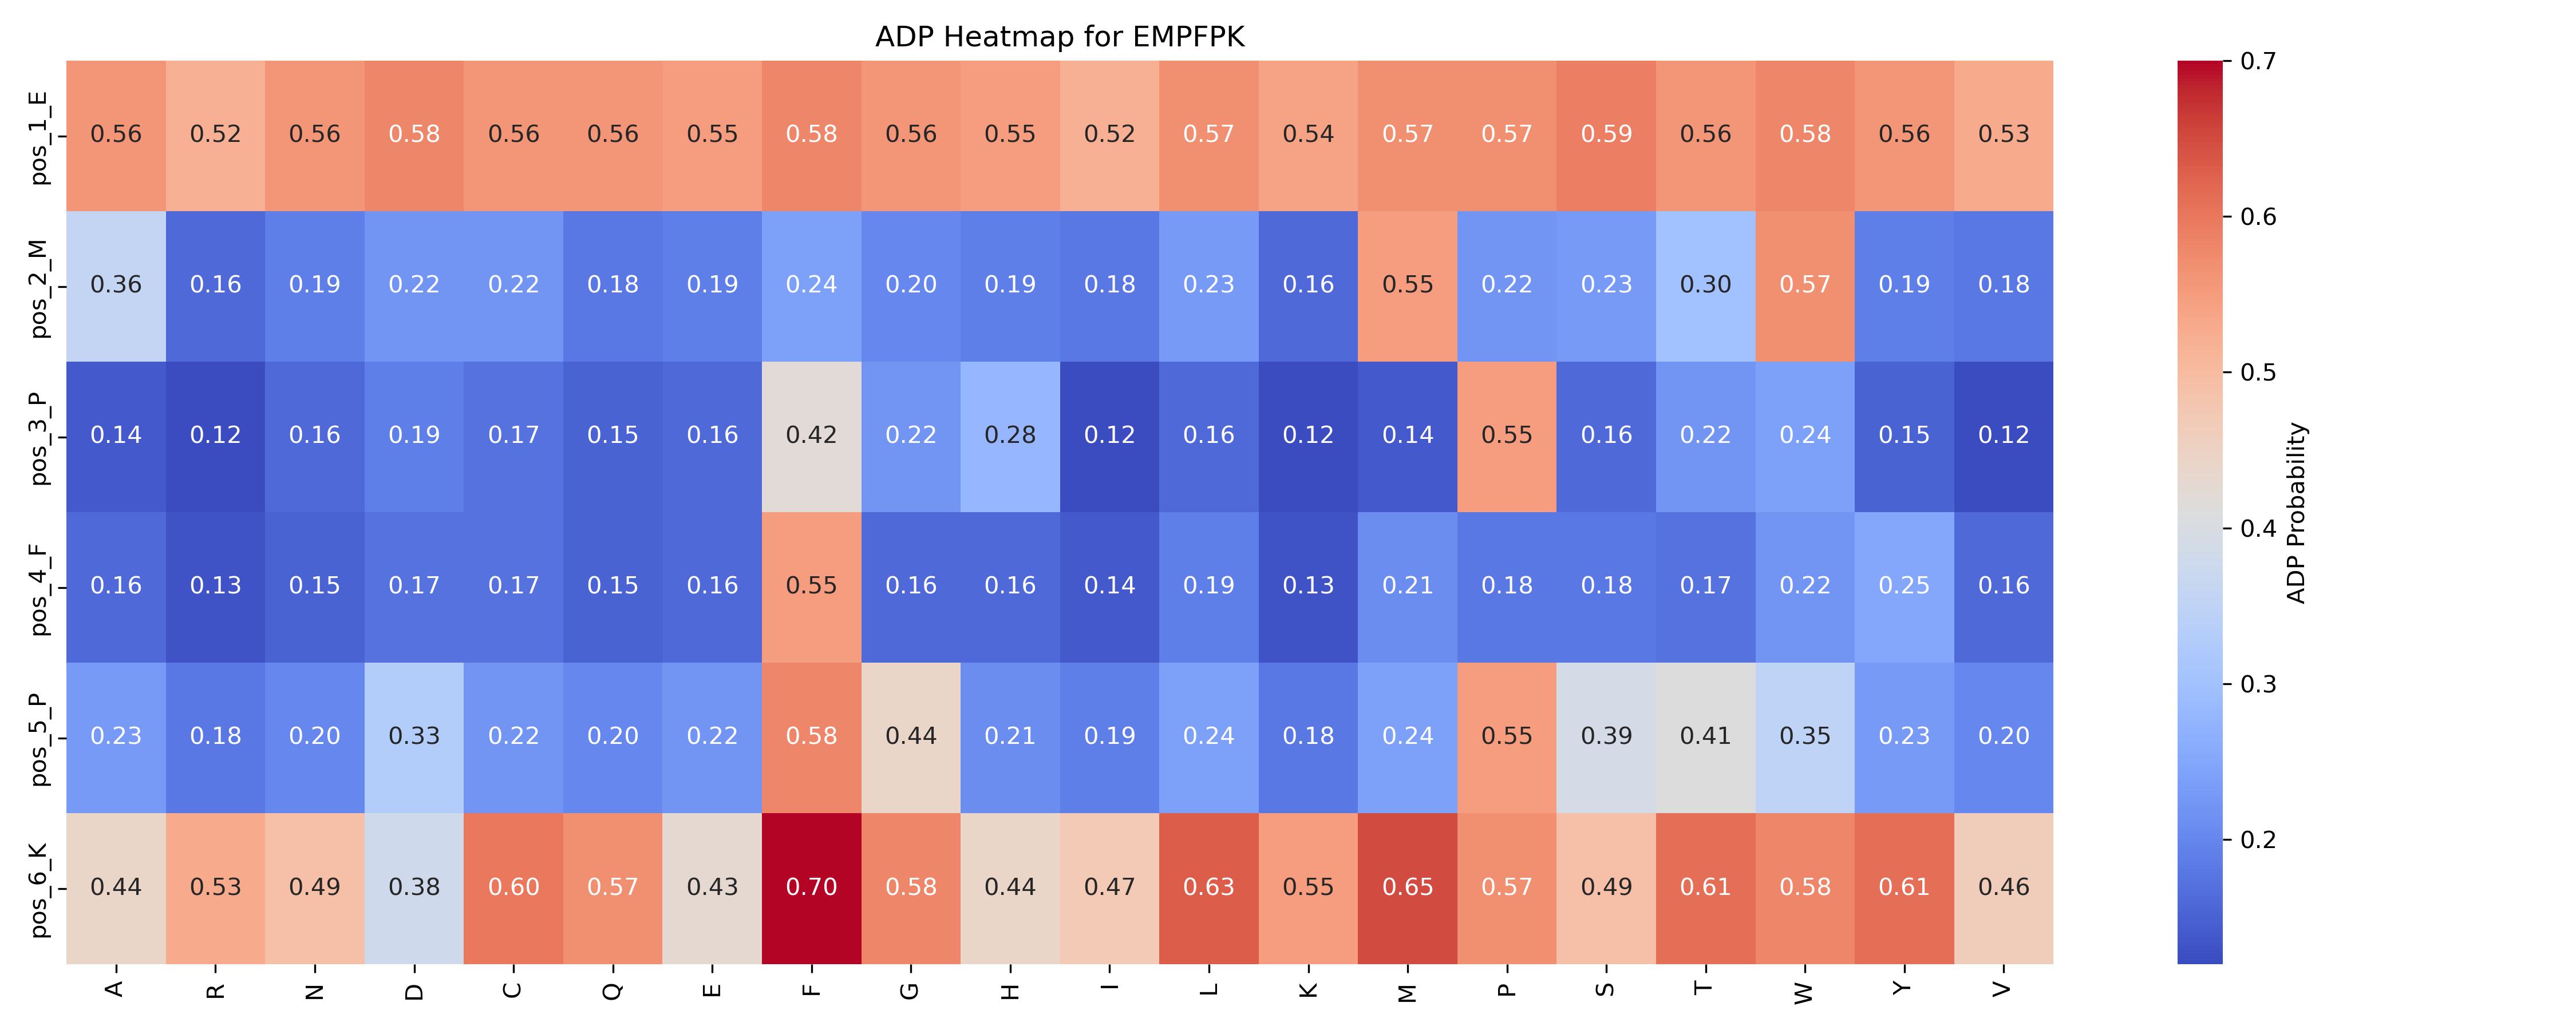 ADP Heatmap for EMPFPK
pos_1_E 0.56 0.52 0.56 0.58 0.56 0.56 0.55 0.58 0.56 0.55 0.52 0.57 0.54 0.57 0.57 0.59 0.56 0.58 0.56 0.53
pos_2_M 0.36 0.16 0.19 0.22 0.22 0.18 0.19 0.24 0.20 0.19 0.18 0.23 0.16 0.55 0.22 0.23 0.30 0.57 0.19 0.18
pos_3_P 0.14 0.12 0.16 0.19 0.17 0.15 0.16 0.42 0.22 0.28 0.12 0.16 0.12 0.14 0.55 0.16 0.22 0.24 0.15 0.12
pos_4_F 0.16 0.13 0.15 0.17 0.17 0.15 0.16 0.55 0.16 0.16 0.14 0.19 0.13 0.21 0.18 0.18 0.17 0.22 0.25 0.16
pos_5_P 0.23 0.18 0.20 0.33 0.22 0.20 0.22 0.58 0.44 0.21 0.19 0.24 0.18 0.24 0.55 0.39 0.41 0.35 0.23 0.20
pos_6_K 0.44 0.53 0.49 0.38 0.60 0.57 0.43 0.70 0.58 0.44 0.47 0.63 0.55 0.65 0.57 0.49 0.61 0.58 0.61 0.46
A R N D C Q E F G H I L K M P S T W Y V
0.7
0.6
0.5
0.4
0.3
0.2
ADP Probability